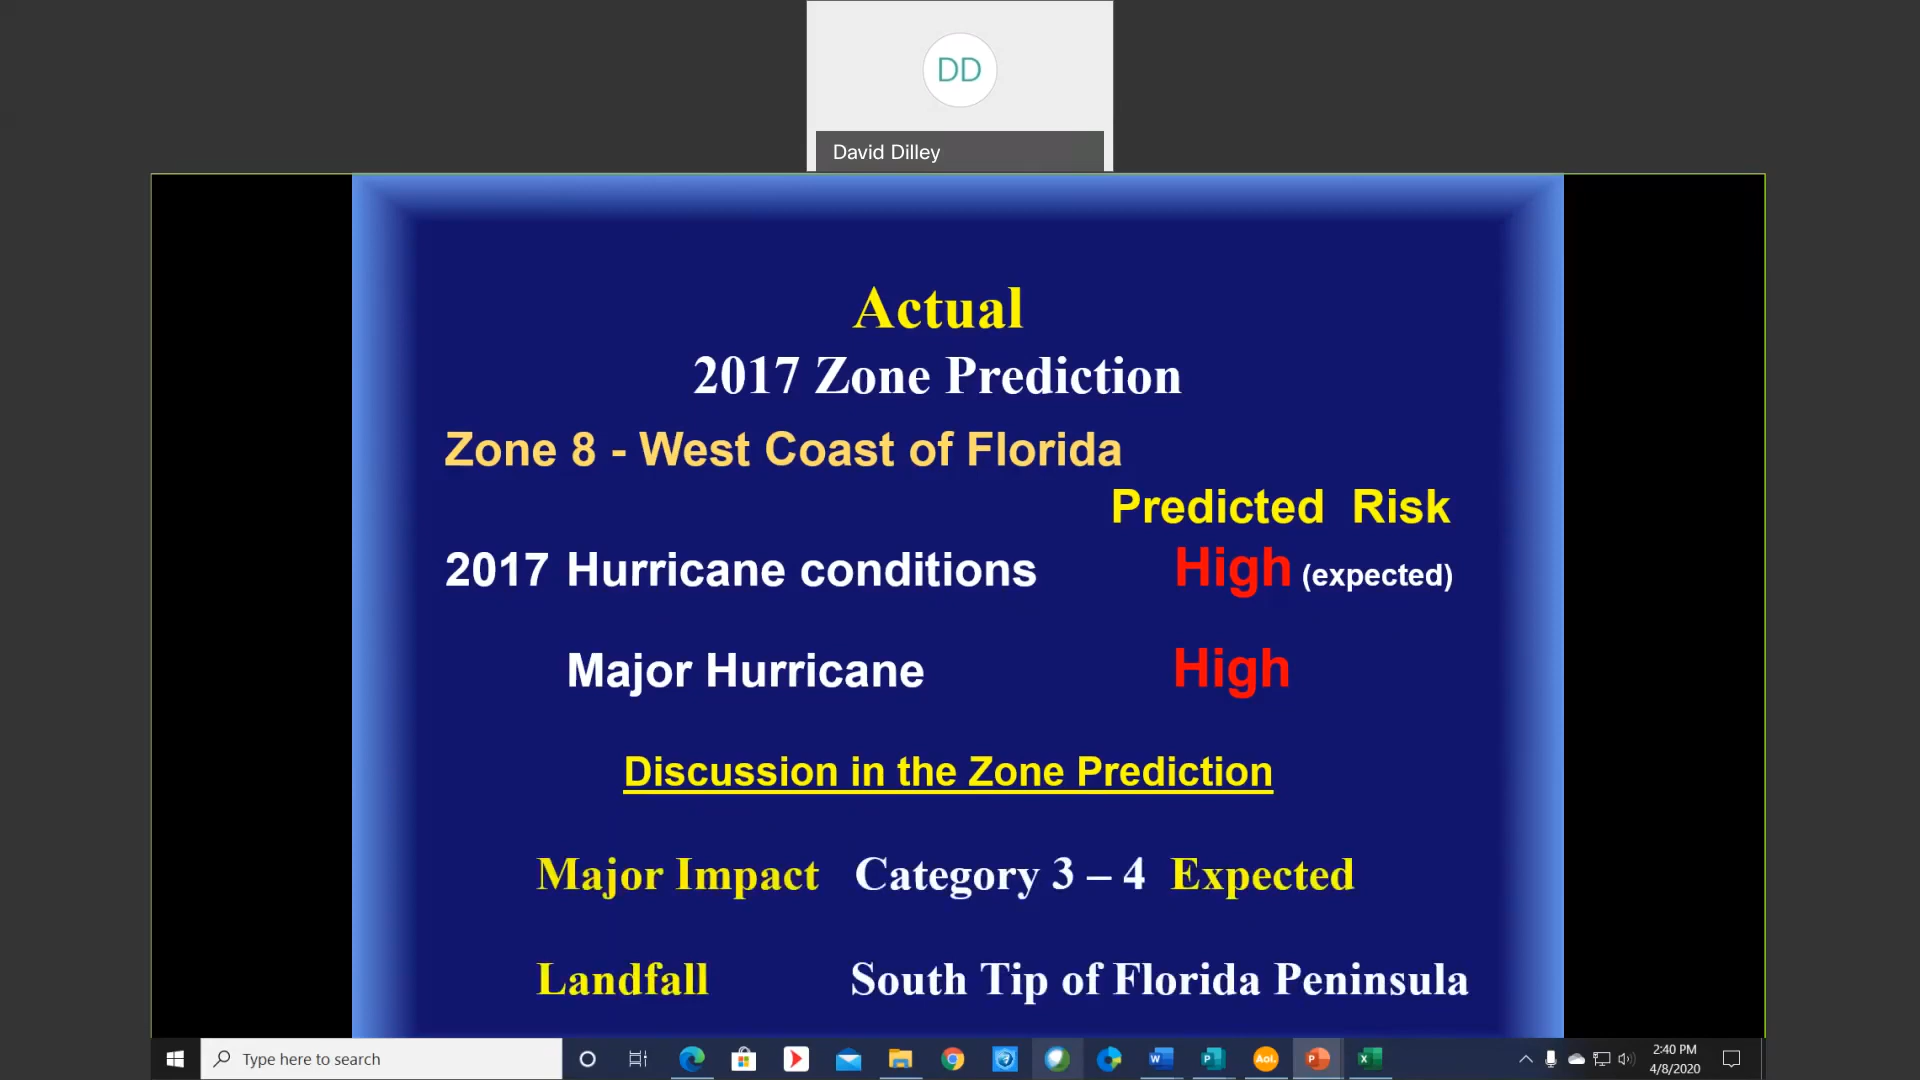 DD
David Dilley
Actual
2017 Zone Prediction
Zone 8 - West Coast of Florida
Predicted Risk
2017 Hurricane conditions High (expected)
Major Hurricane High
Discussion in the Zone Prediction
Major Impact Category 3 – 4 Expected
Landfall South Tip of Florida Peninsula
Type here to search
W
P
Aol.
P
X
2:40 PM
4/8/2020